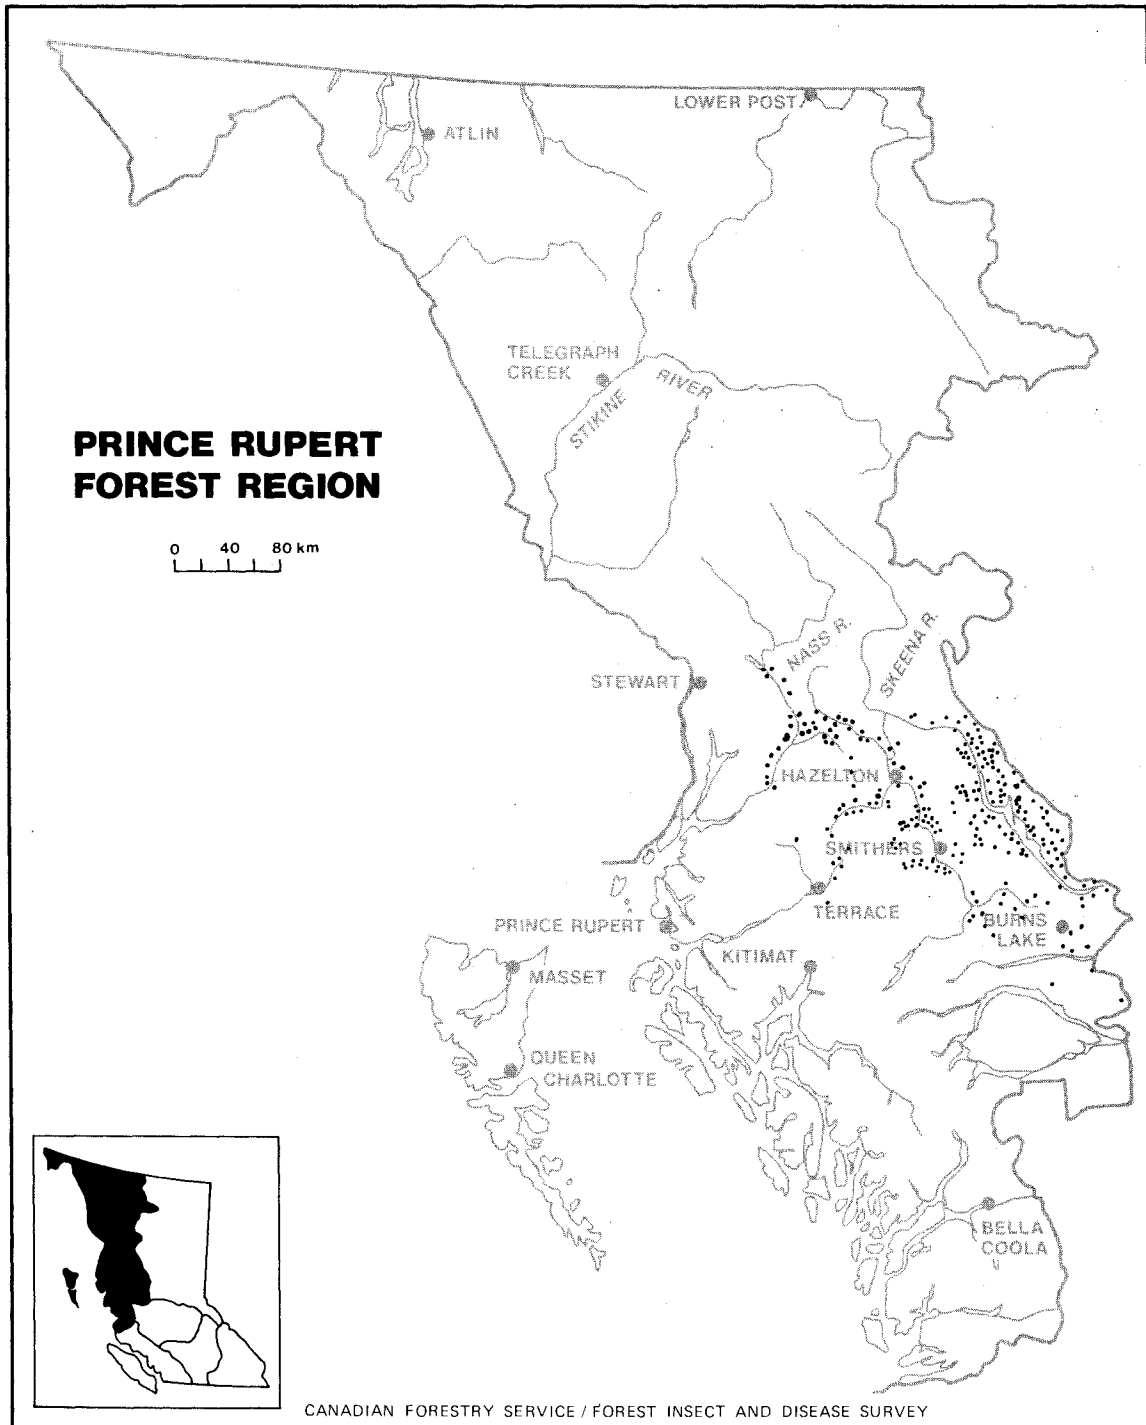 LOWER POST
ATLIN
TELEGRAPH
CREEK
STIKINE
RIVER
PRINCE RUPERT
FOREST REGION
0 40 80 km
NASS R.
SKEENA R.
STEWART
HAZELTON
SMITHERS
TERRACE
BURNS
LAKE
PRINCE RUPERT
KITIMAT
MASSET
QUEEN
CHARLOTTE
BELLA
COOLA
CANADIAN FORESTRY SERVICE / FOREST INSECT AND DISEASE SURVEY